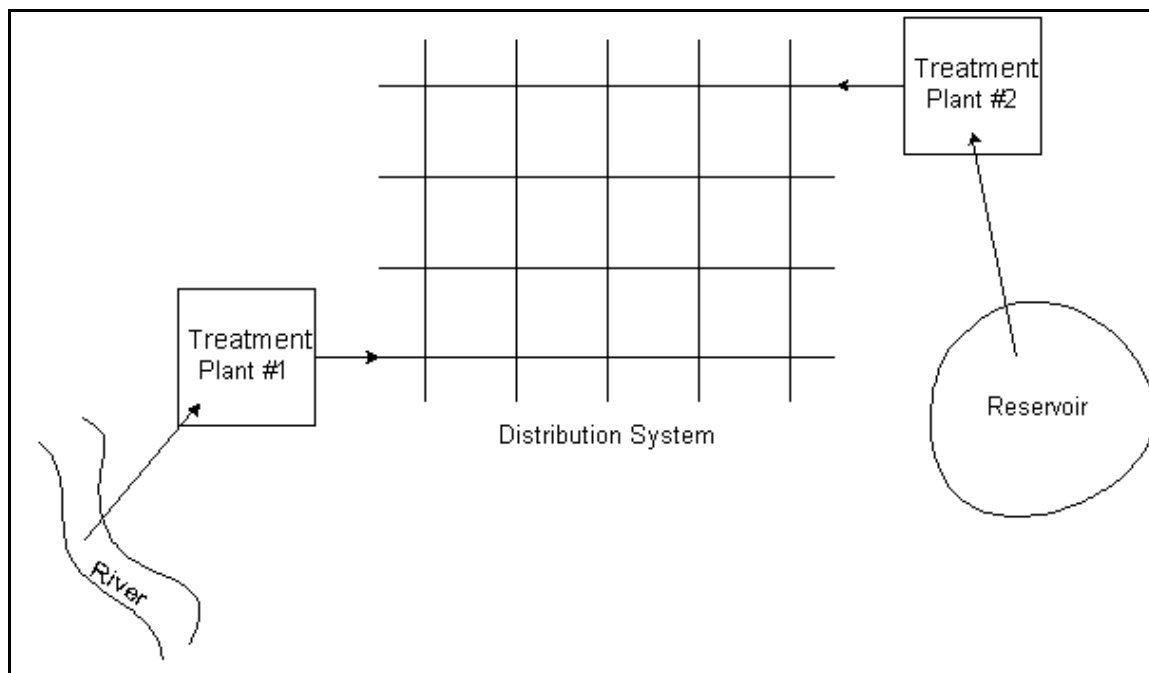 Treatment
Plant #2
Treatment
Plant #1
Reservoir
Distribution System
River